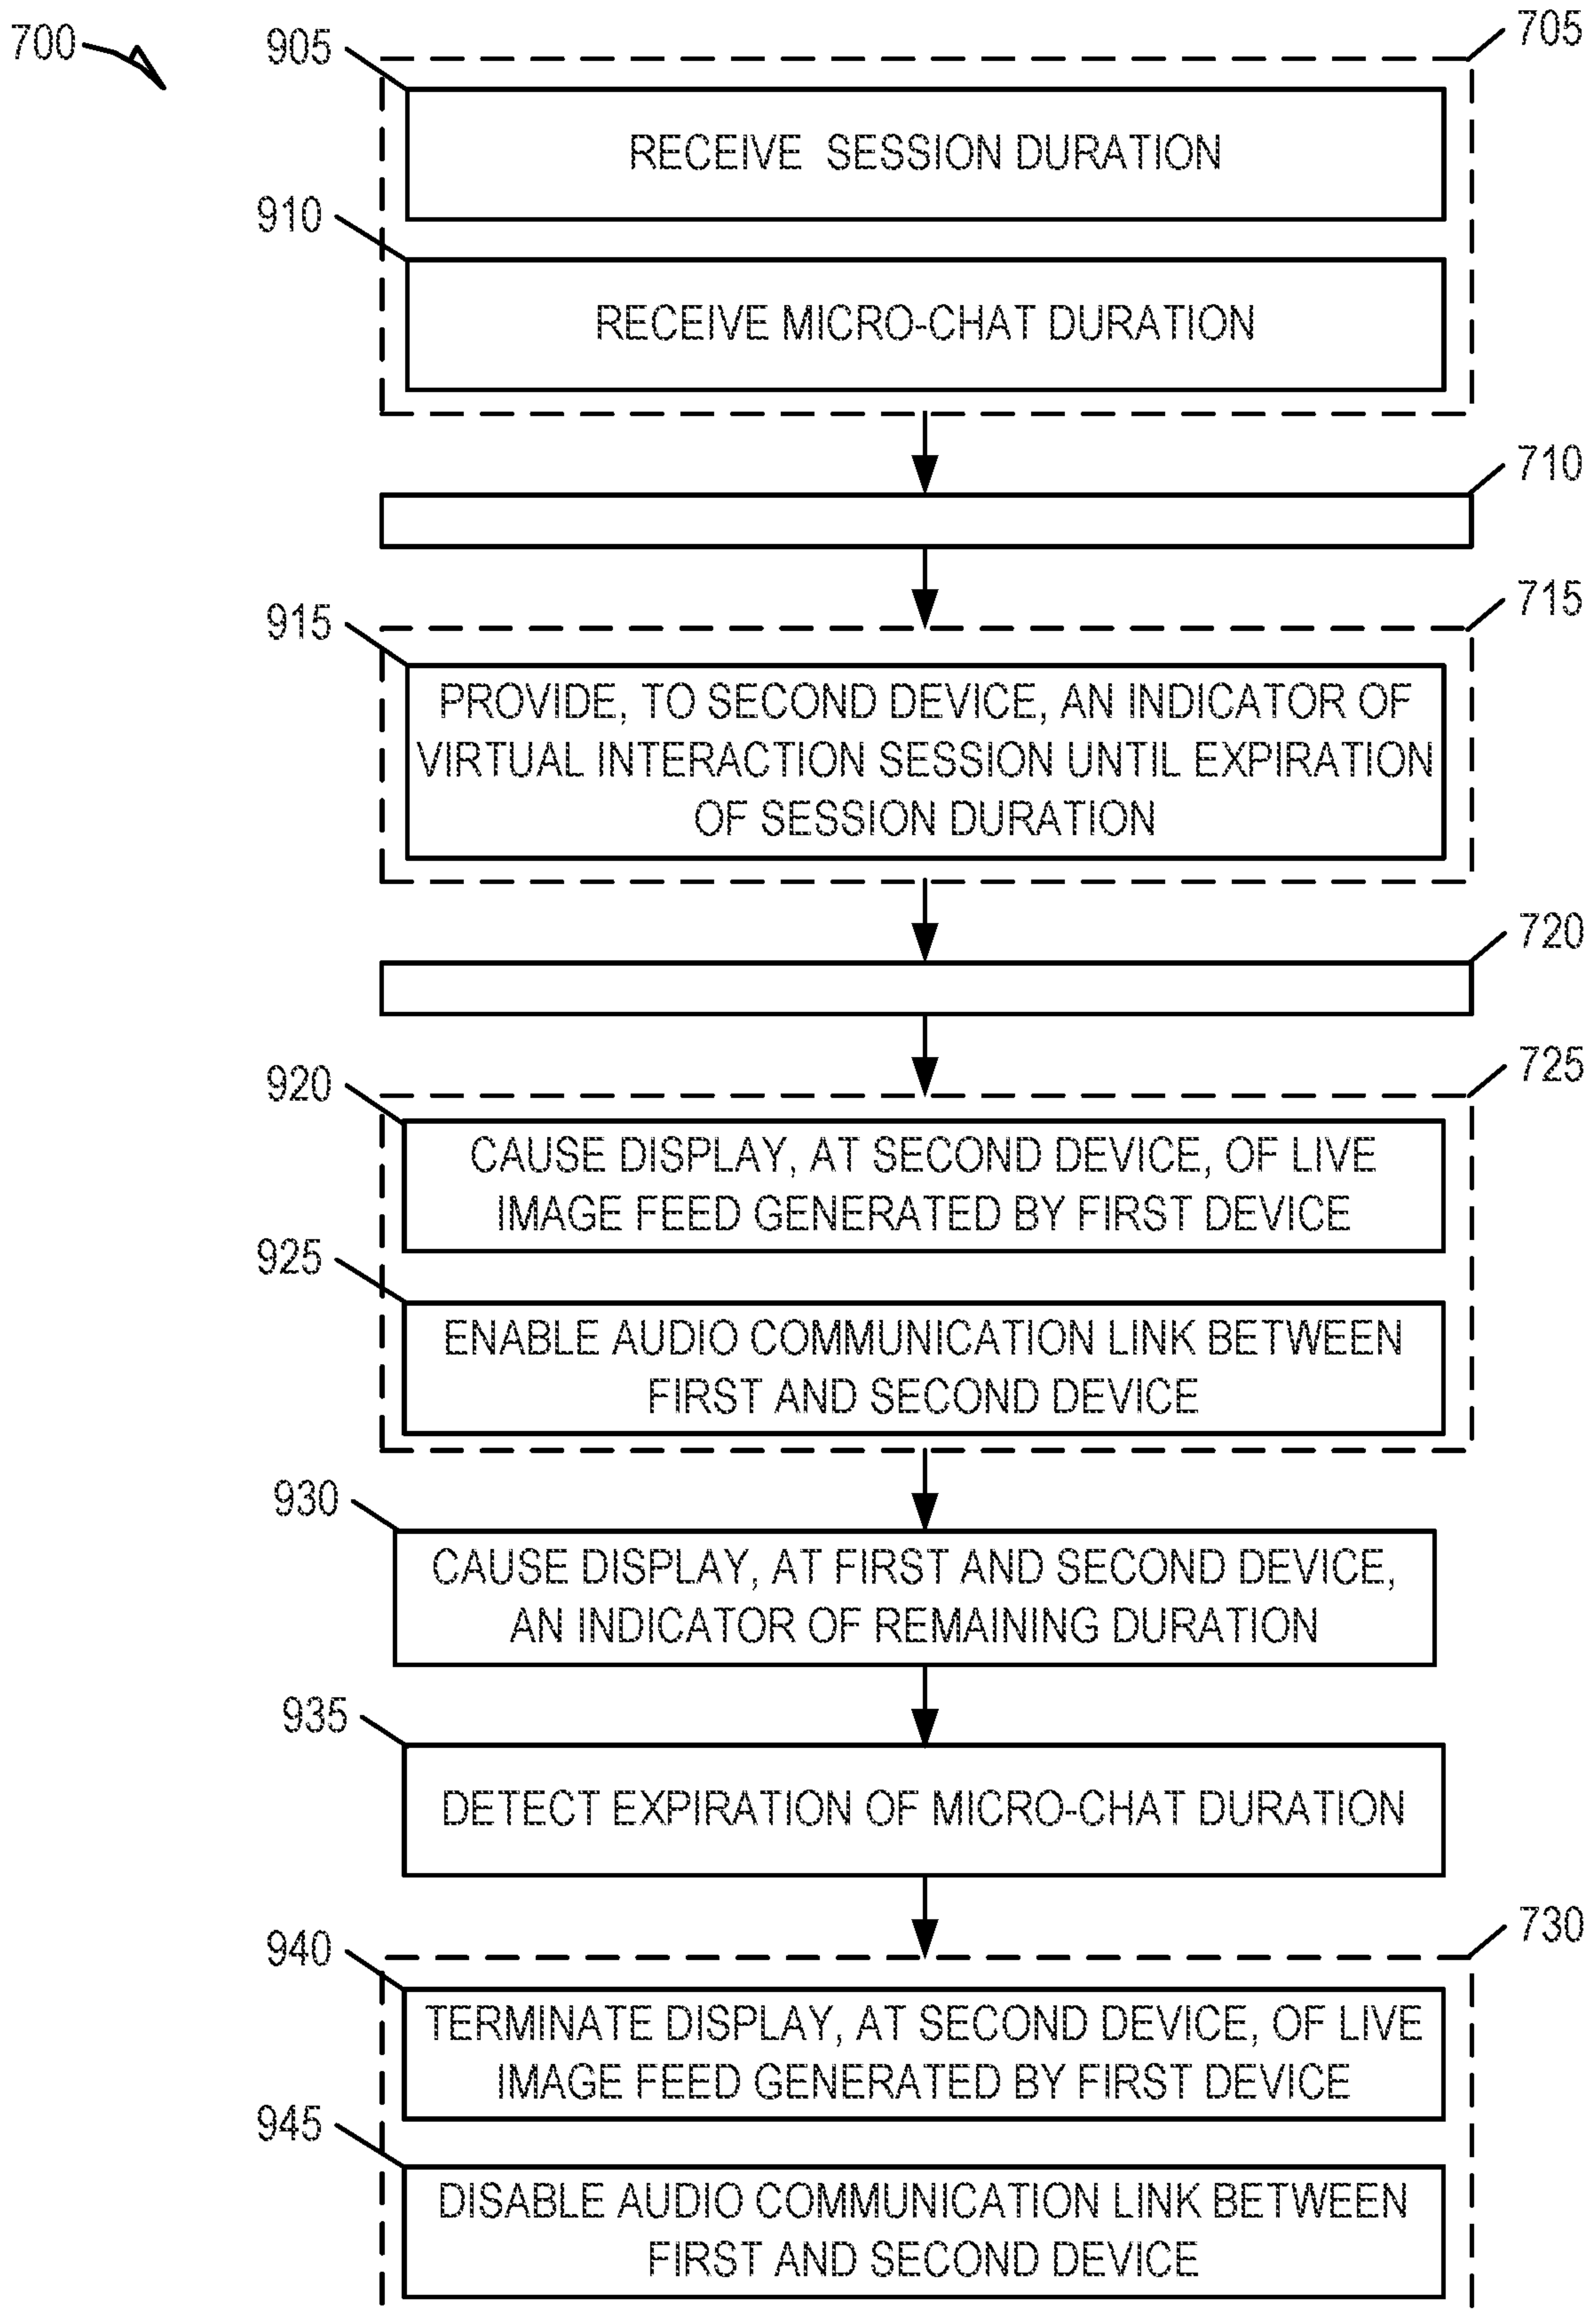 700
705
905
RECEIVE SESSION DURATION
910
RECEIVE MICRO-CHAT DURATION
710
715
915
PROVIDE, TO SECOND DEVICE, AN INDICATOR OF
VIRTUAL INTERACTION SESSION UNTIL EXPIRATION
OF SESSION DURATION
720
725
920
CAUSE DISPLAY, AT SECOND DEVICE, OF LIVE
IMAGE FEED GENERATED BY FIRST DEVICE
925
ENABLE AUDIO COMMUNICATION LINK BETWEEN
FIRST AND SECOND DEVICE
930
CAUSE DISPLAY, AT FIRST AND SECOND DEVICE,
AN INDICATOR OF REMAINING DURATION
935
DETECT EXPIRATION OF MICRO-CHAT DURATION
730
940
TERMINATE DISPLAY, AT SECOND DEVICE, OF LIVE
IMAGE FEED GENERATED BY FIRST DEVICE
945
DISABLE AUDIO COMMUNICATION LINK BETWEEN
FIRST AND SECOND DEVICE